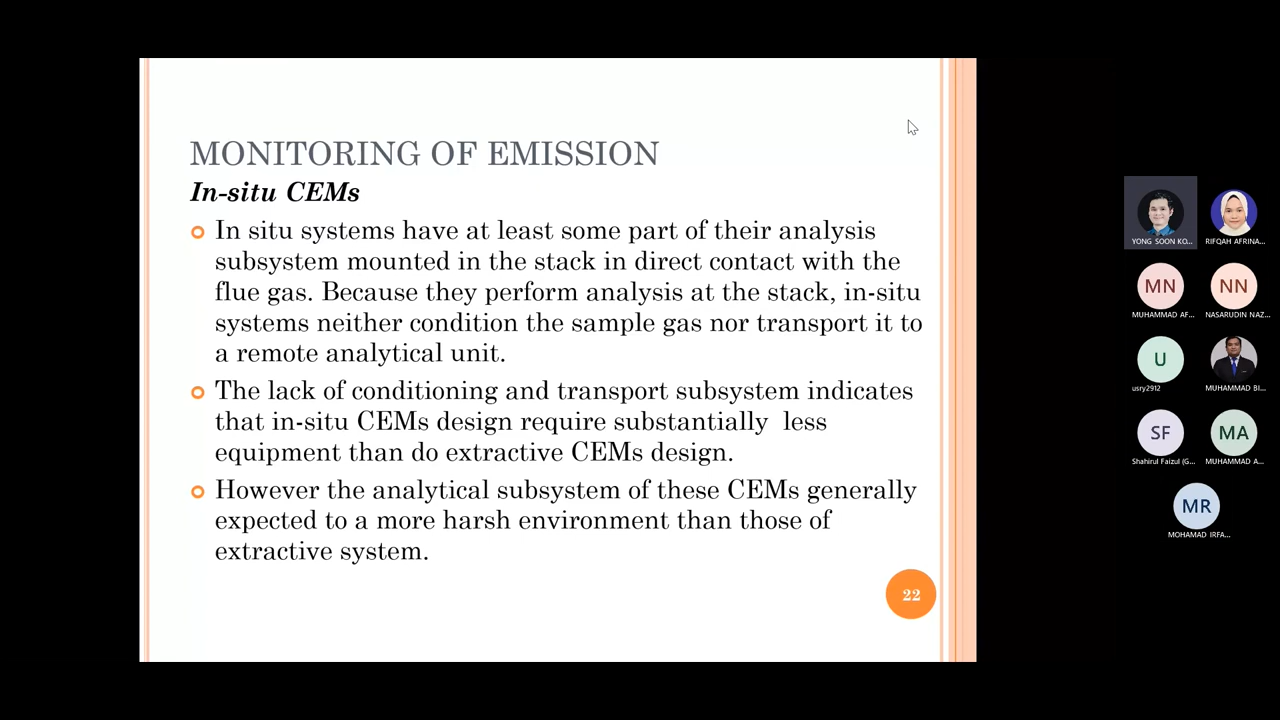 MONITORING OF EMISSION
In-situ CEMs
In situ systems have at least some part of their analysis
subsystem mounted in the stack in direct contact with the
flue gas. Because they perform analysis at the stack, in-situ
systems neither condition the sample gas nor transport it to
a remote analytical unit.
The lack of conditioning and transport subsystem indicates
that in-situ CEMs design require substantially  less
equipment than do extractive CEMs design.
However the analytical subsystem of these CEMs generally
expected to a more harsh environment than those of
extractive system.
22
YONG SOON KO...
RIFQAH AFRINA...
MN
MUHAMMAD AF...
NN
NASARUDIN NAZ...
U
usry2912
MUHAMMAD BI...
SF
Shahirul Faizul (G...
MA
MUHAMMAD A...
MR
MOHAMAD IRFA...